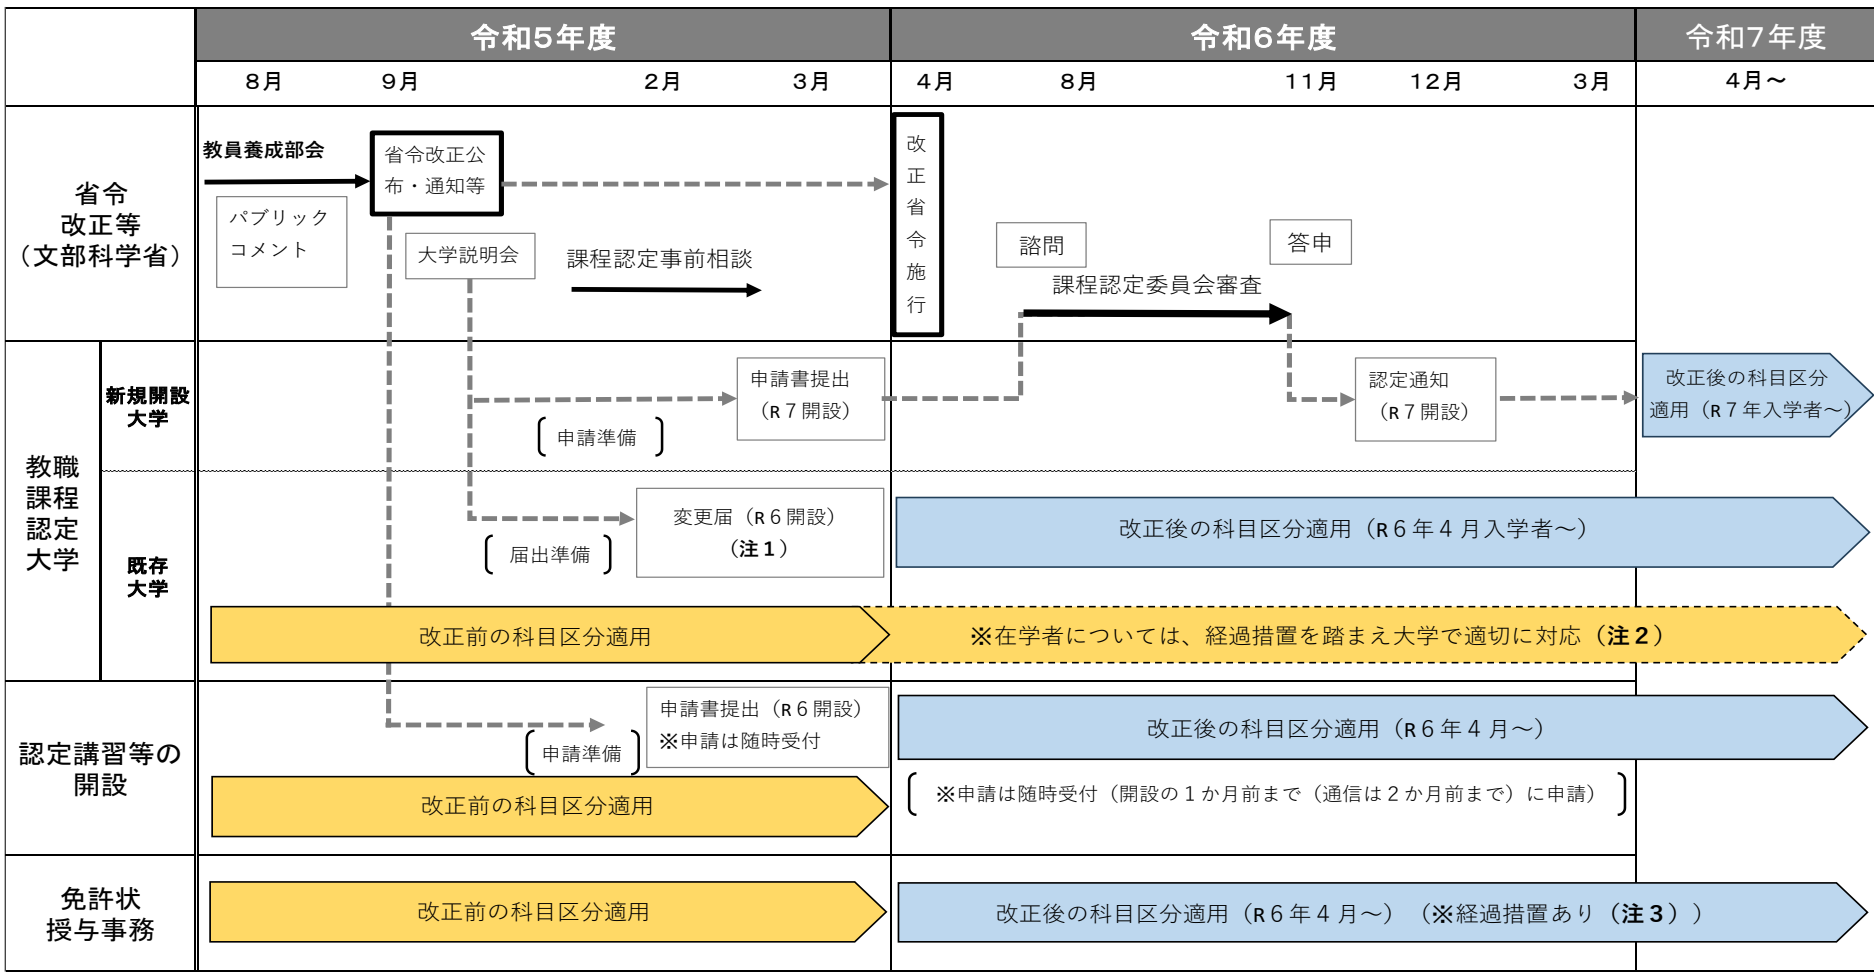 令和５年度
令和６年度
令和７年度
８月
９月
２月
３月
４月
８月
１１月
１２月
３月
４月～
省令
改正等
（文部科学省）
教員養成部会
パブリック
コメント
省令改正公
布・通知等
大学説明会
課程認定事前相談
改正省令施行
諮問
課程認定委員会審査
答申
教職
課程
認定
大学
新規開設
大学
申請準備
申請書提出
（R７開設）
認定通知
（R７開設）
改正後の科目区分
適用（R７年入学者～）
既存
大学
届出準備
変更届（R６開設）
（注１）
改正後の科目区分適用（R６年４月入学者～）
改正前の科目区分適用
※在学者については、経過措置を踏まえ大学で適切に対応（注２）
認定講習等の
開設
申請準備
申請書提出（R６開設）
※申請は随時受付
改正後の科目区分適用（R６年４月～）
改正前の科目区分適用
※申請は随時受付（開設の１か月前まで（通信は２か月前まで）に申請）
免許状
授与事務
改正前の科目区分適用
改正後の科目区分適用（R６年４月～）（※経過措置あり（注３））